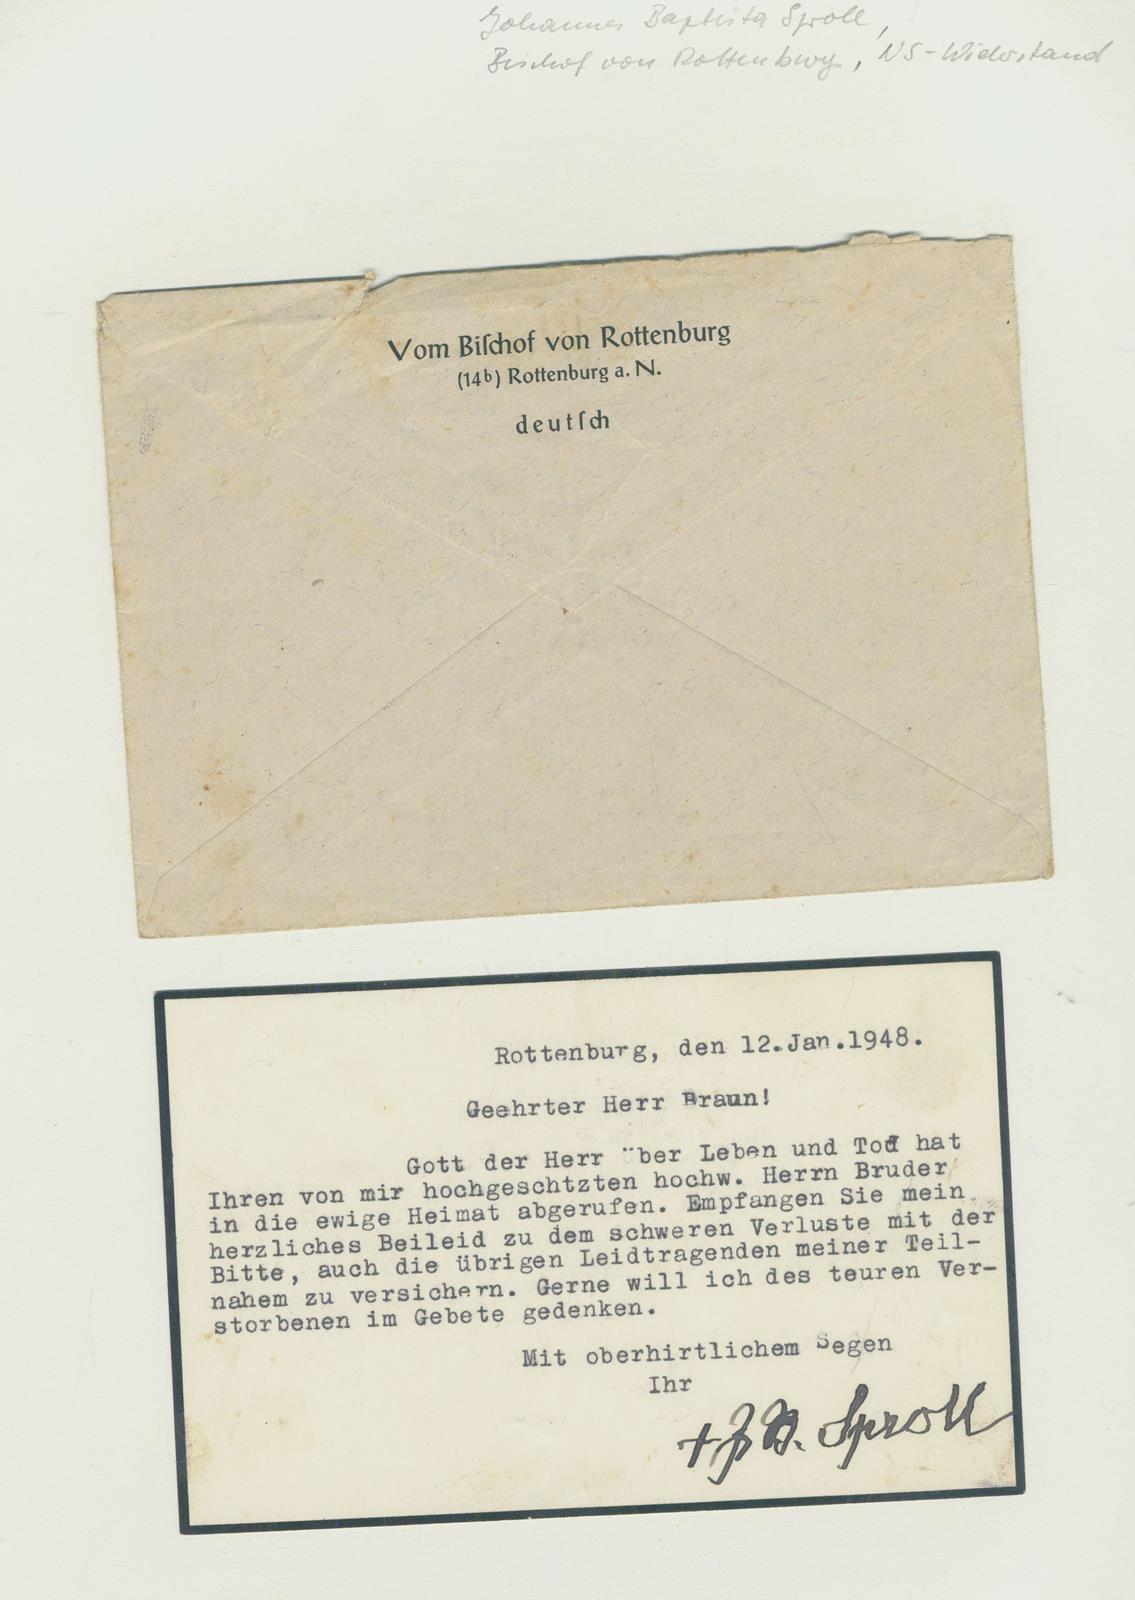 Johannes Baptista Sproll,
Bischof von Rottenburg, NS-Widerstand
Vom Biſchof von Rottenburg
(14b) Rottenburg a. N.
deutſch
Rottenburg, den 12.Jan.1948.
Geehrter Herr Braun!
Gott der Herr über Leben und Tod hat
Ihren von mir hochgeschtzten hochw. Herrn Bruder
in die ewige Heimat abgerufen. Empfangen Sie mein
herzliches Beileid zu dem schweren Verluste mit der
Bitte, auch die übrigen Leidtragenden meiner Teil-
nahem zu versichern. Gerne will ich des teuren Ver-
storbenen im Gebete gedenken.
Mit oberhirtlichem Segen
Ihr
+ J B. Sproll